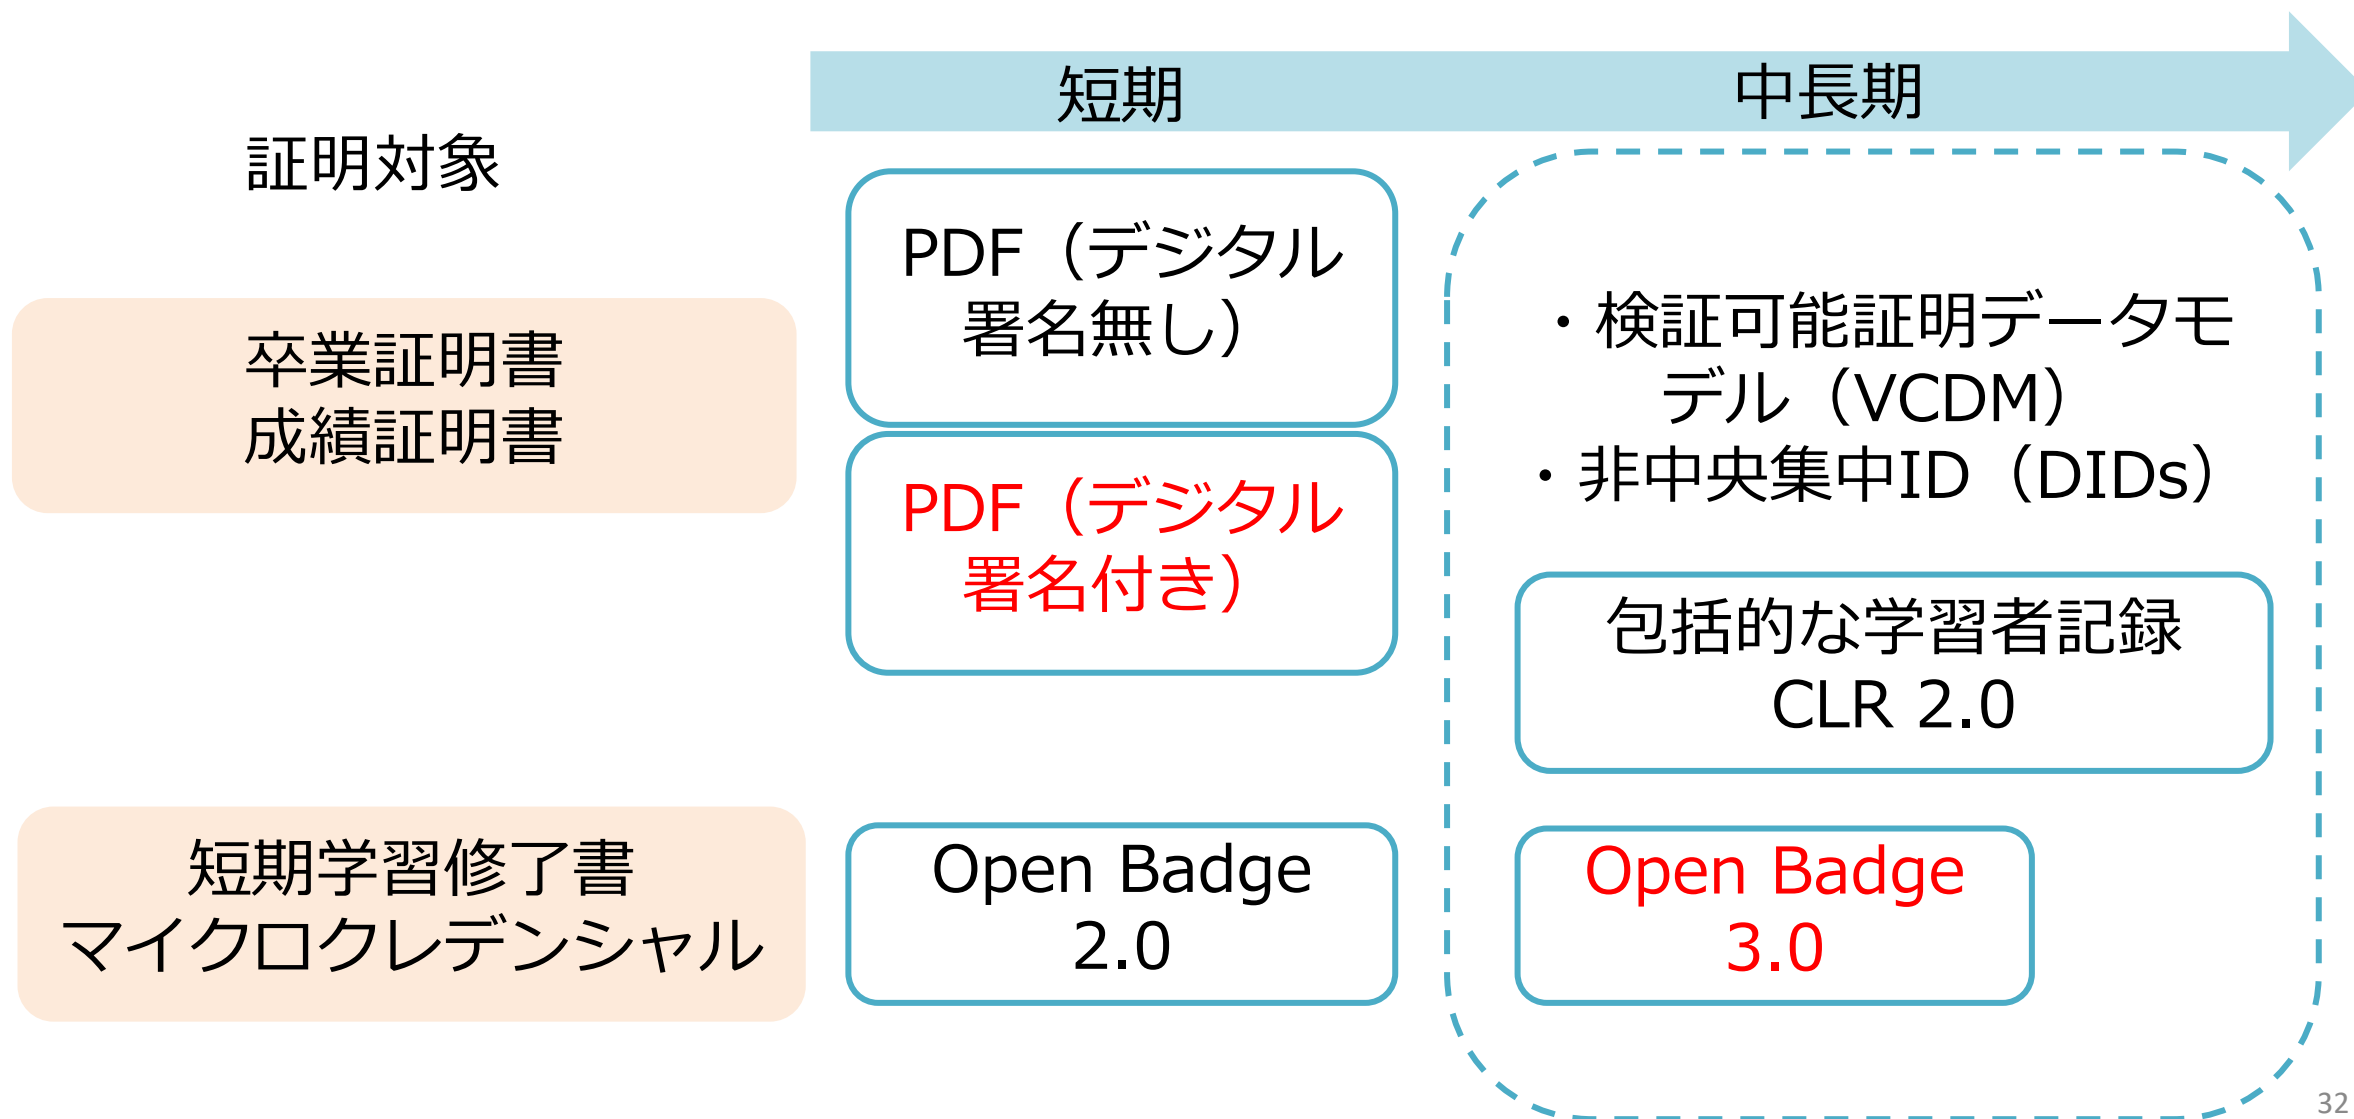 短期
中長期
証明対象
PDF（デジタル
署名無し）
卒業証明書
成績証明書
PDF（デジタル
署名付き）
・検証可能証明データモ
デル（VCDM）
・非中央集中ID（DIDs）
包括的な学習者記録
CLR 2.0
短期学習修了書
マイクロクレデンシャル
Open Badge
2.0
Open Badge
3.0
32